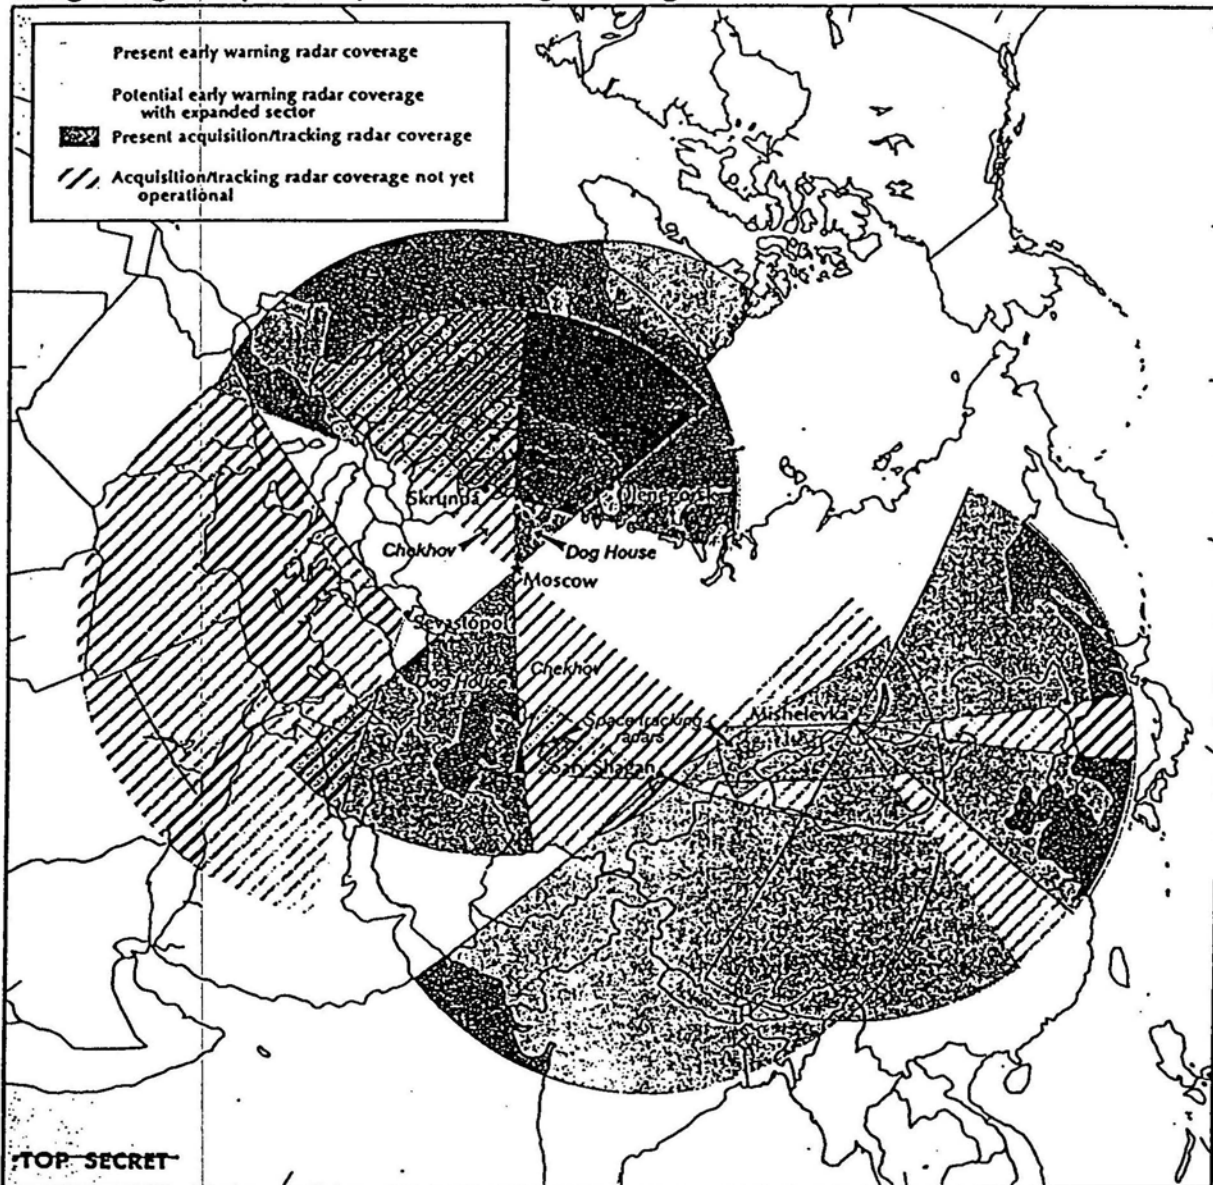 Present early warning radar coverage
Potential early warning radar coverage
with expanded sector
Present acquisition/tracking radar coverage
Acquisition/tracking radar coverage not yet
operational
Skrunda
Olenegorsk
Chekhov
Dog House
Moscow
Sevastopol
Chekhov
Dog House
Space tracking
radars
Mishelevka
Sary Shagan
TOP SECRET